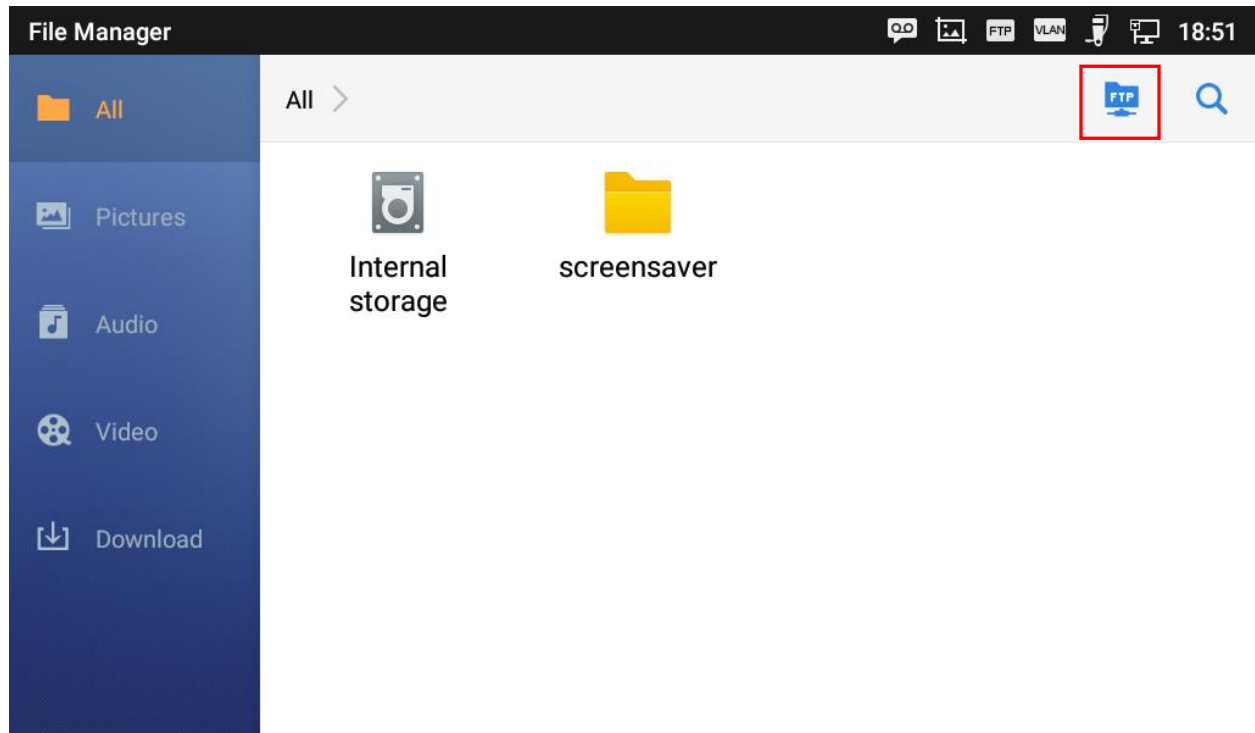 File Manager
FTP VLAN 18:51
All
All
FTP
Pictures
Internal
storage
screensaver
Audio
Video
Download